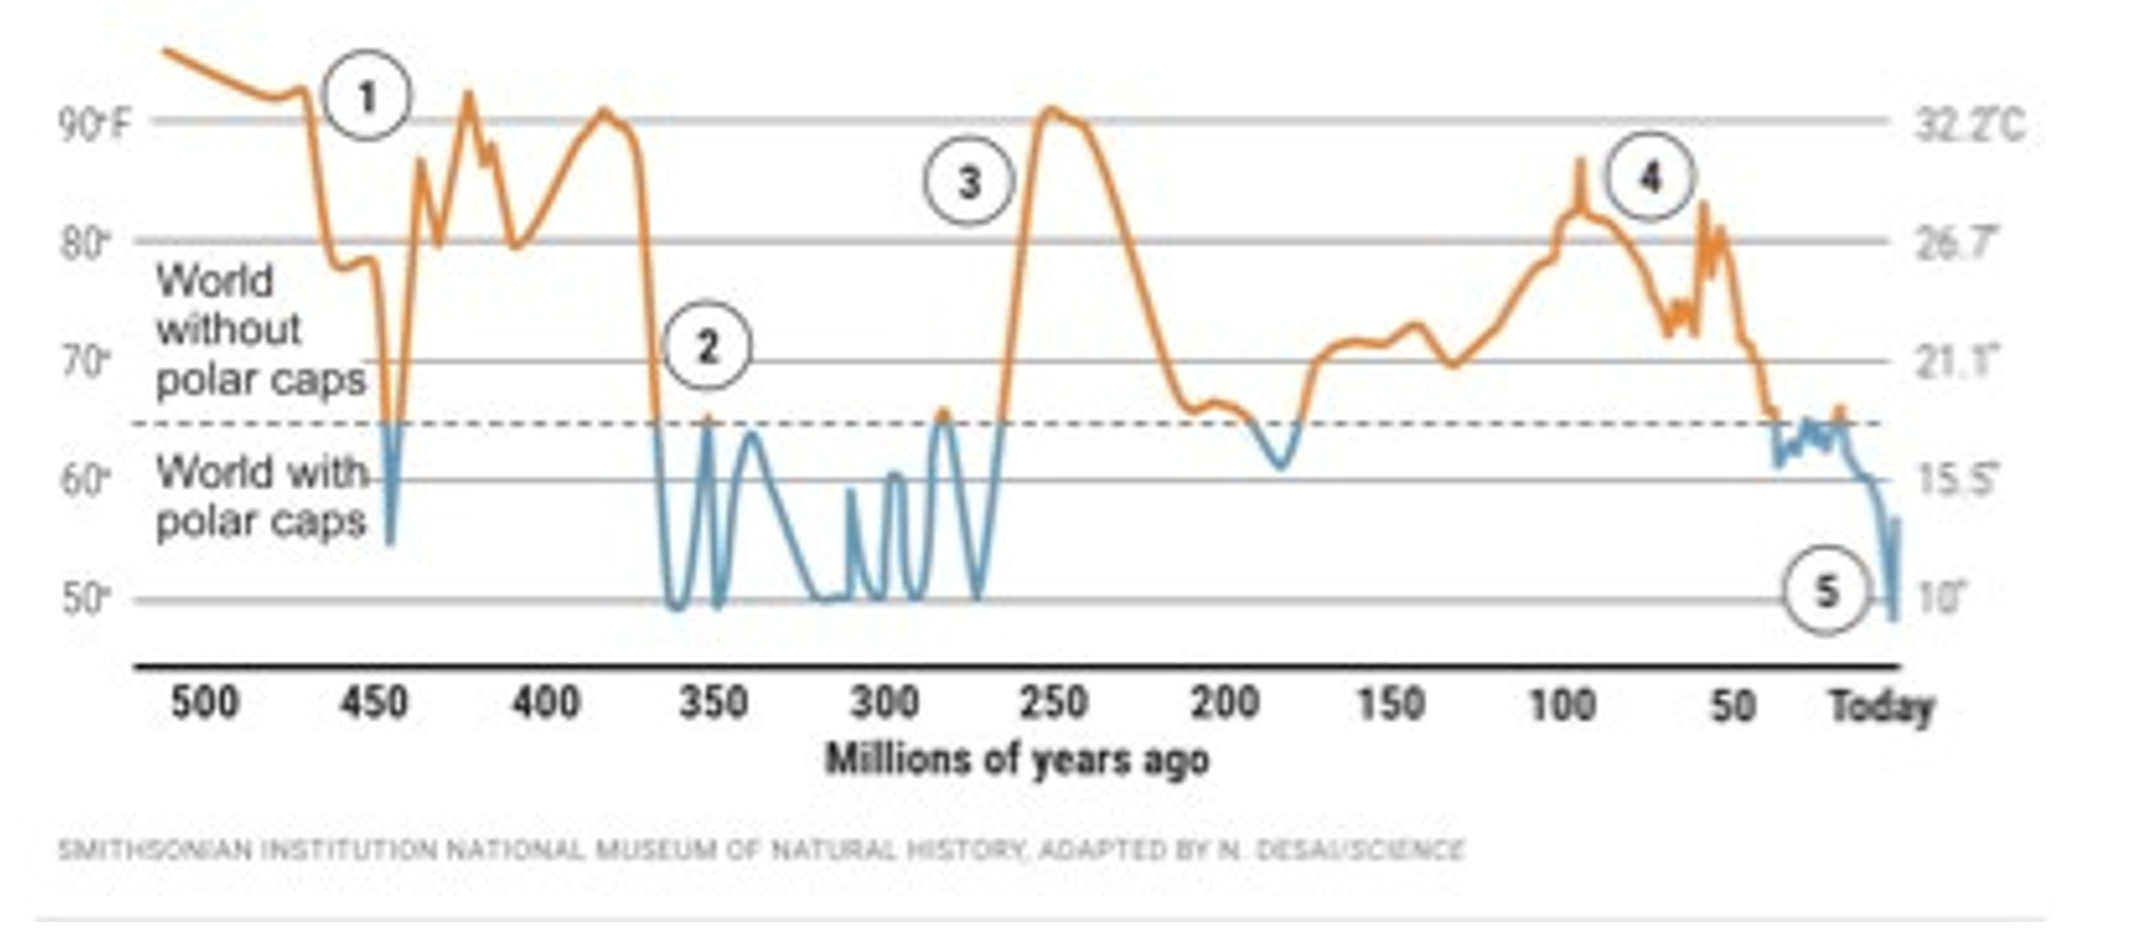 1
90°F
32.2°C
3
4
80°
26.7°
World
without
polar caps
2
70°
21.1°
World with
polar caps
60°
15.5°
5
50°
10°
500 450 400 350 300 250 200 150 100 50 Today
Millions of years ago
SMITHSONIAN INSTITUTION NATIONAL MUSEUM OF NATURAL HISTORY, ADAPTED BY N. DESAI/SCIENCE